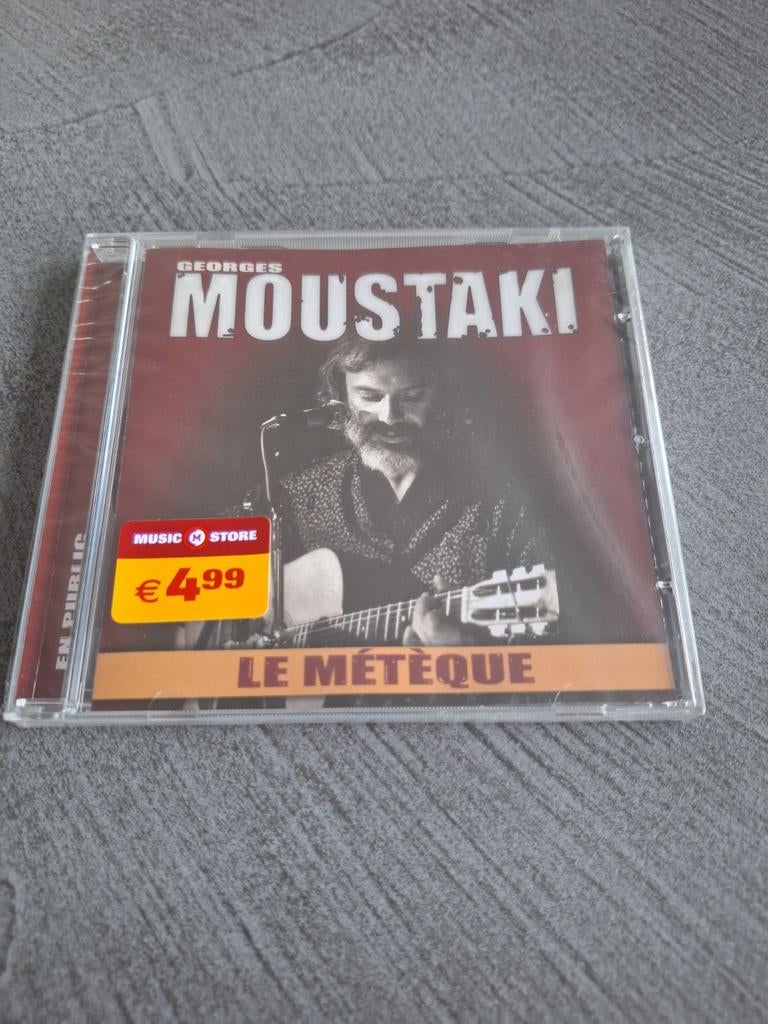 GEORGES
MOUSTAKI
EN PUBLIC
MUSIC M STORE
€ 4.99
LE MÉTÈQUE